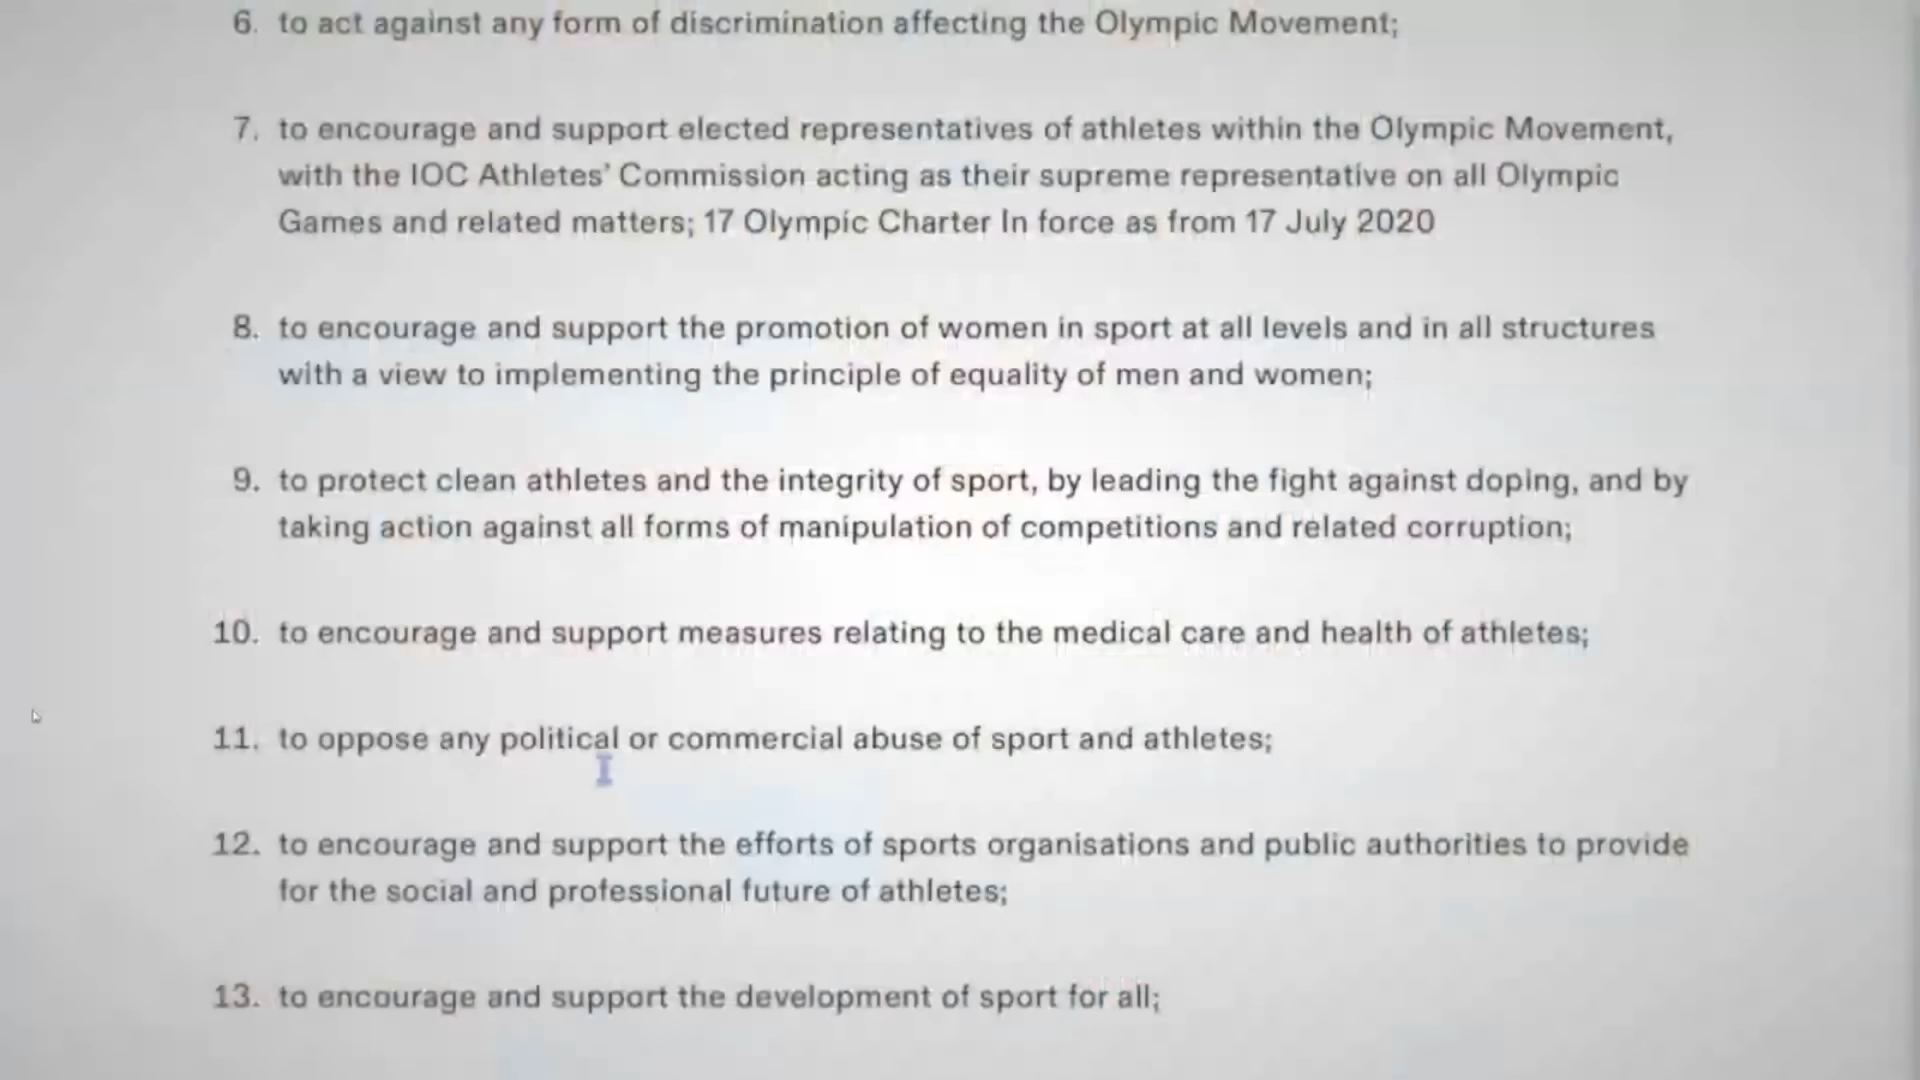 6. to act against any form of discrimination affecting the Olympic Movement;
7. to encourage and support elected representatives of athletes within the Olympic Movement,
with the IOC Athletes' Commission acting as their supreme representative on all Olympic
Games and related matters; 17 Olympic Charter In force as from 17 July 2020
8. to encourage and support the promotion of women in sport at all levels and in all structures
with a view to implementing the principle of equality of men and women;
9. to protect clean athletes and the integrity of sport, by leading the fight against doping, and by
taking action against all forms of manipulation of competitions and related corruption;
10. to encourage and support measures relating to the medical care and health of athletes;
11. to oppose any political or commercial abuse of sport and athletes;
12. to encourage and support the efforts of sports organisations and public authorities to provide
for the social and professional future of athletes;
13. to encourage and support the development of sport for all;